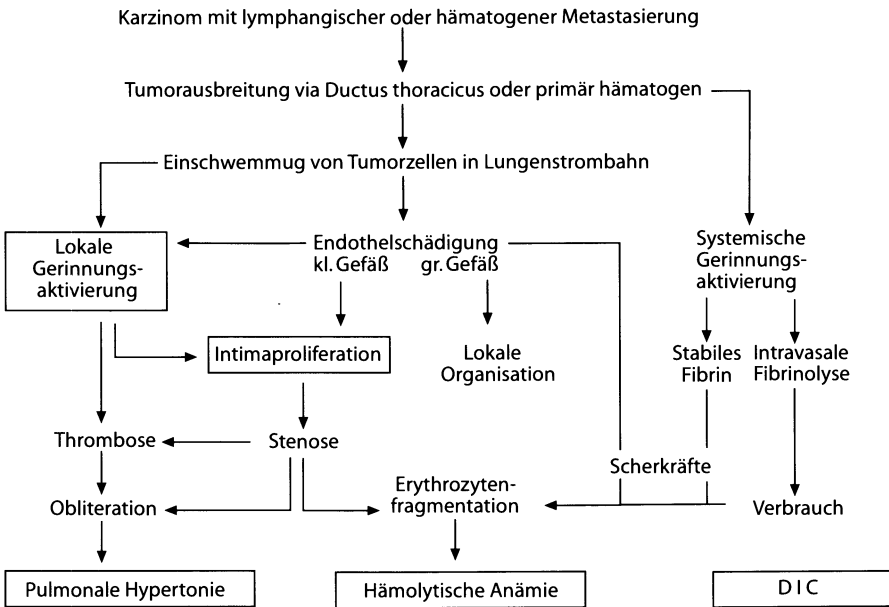 Karzinom mit lymphangischer oder hämatogener Metastasierung
Tumorausbreitung via Ductus thoracicus oder primär hämatogen
Einschwemmug von Tumorzellen in Lungenstrombahn
Lokale
Gerinnungs-
aktivierung
Endothelschädigung
kl. Gefäß gr. Gefäß
Systemische
Gerinnungs-
aktivierung
Intimaproliferation
Lokale
Organisation
Stabiles
Fibrin
Intravasale
Fibrinolyse
Thrombose
Stenose
Scherkräfte
Obliteration
Erythrozyten-
fragmentation
Verbrauch
Pulmonale Hypertonie
Hämolytische Anämie
D I C